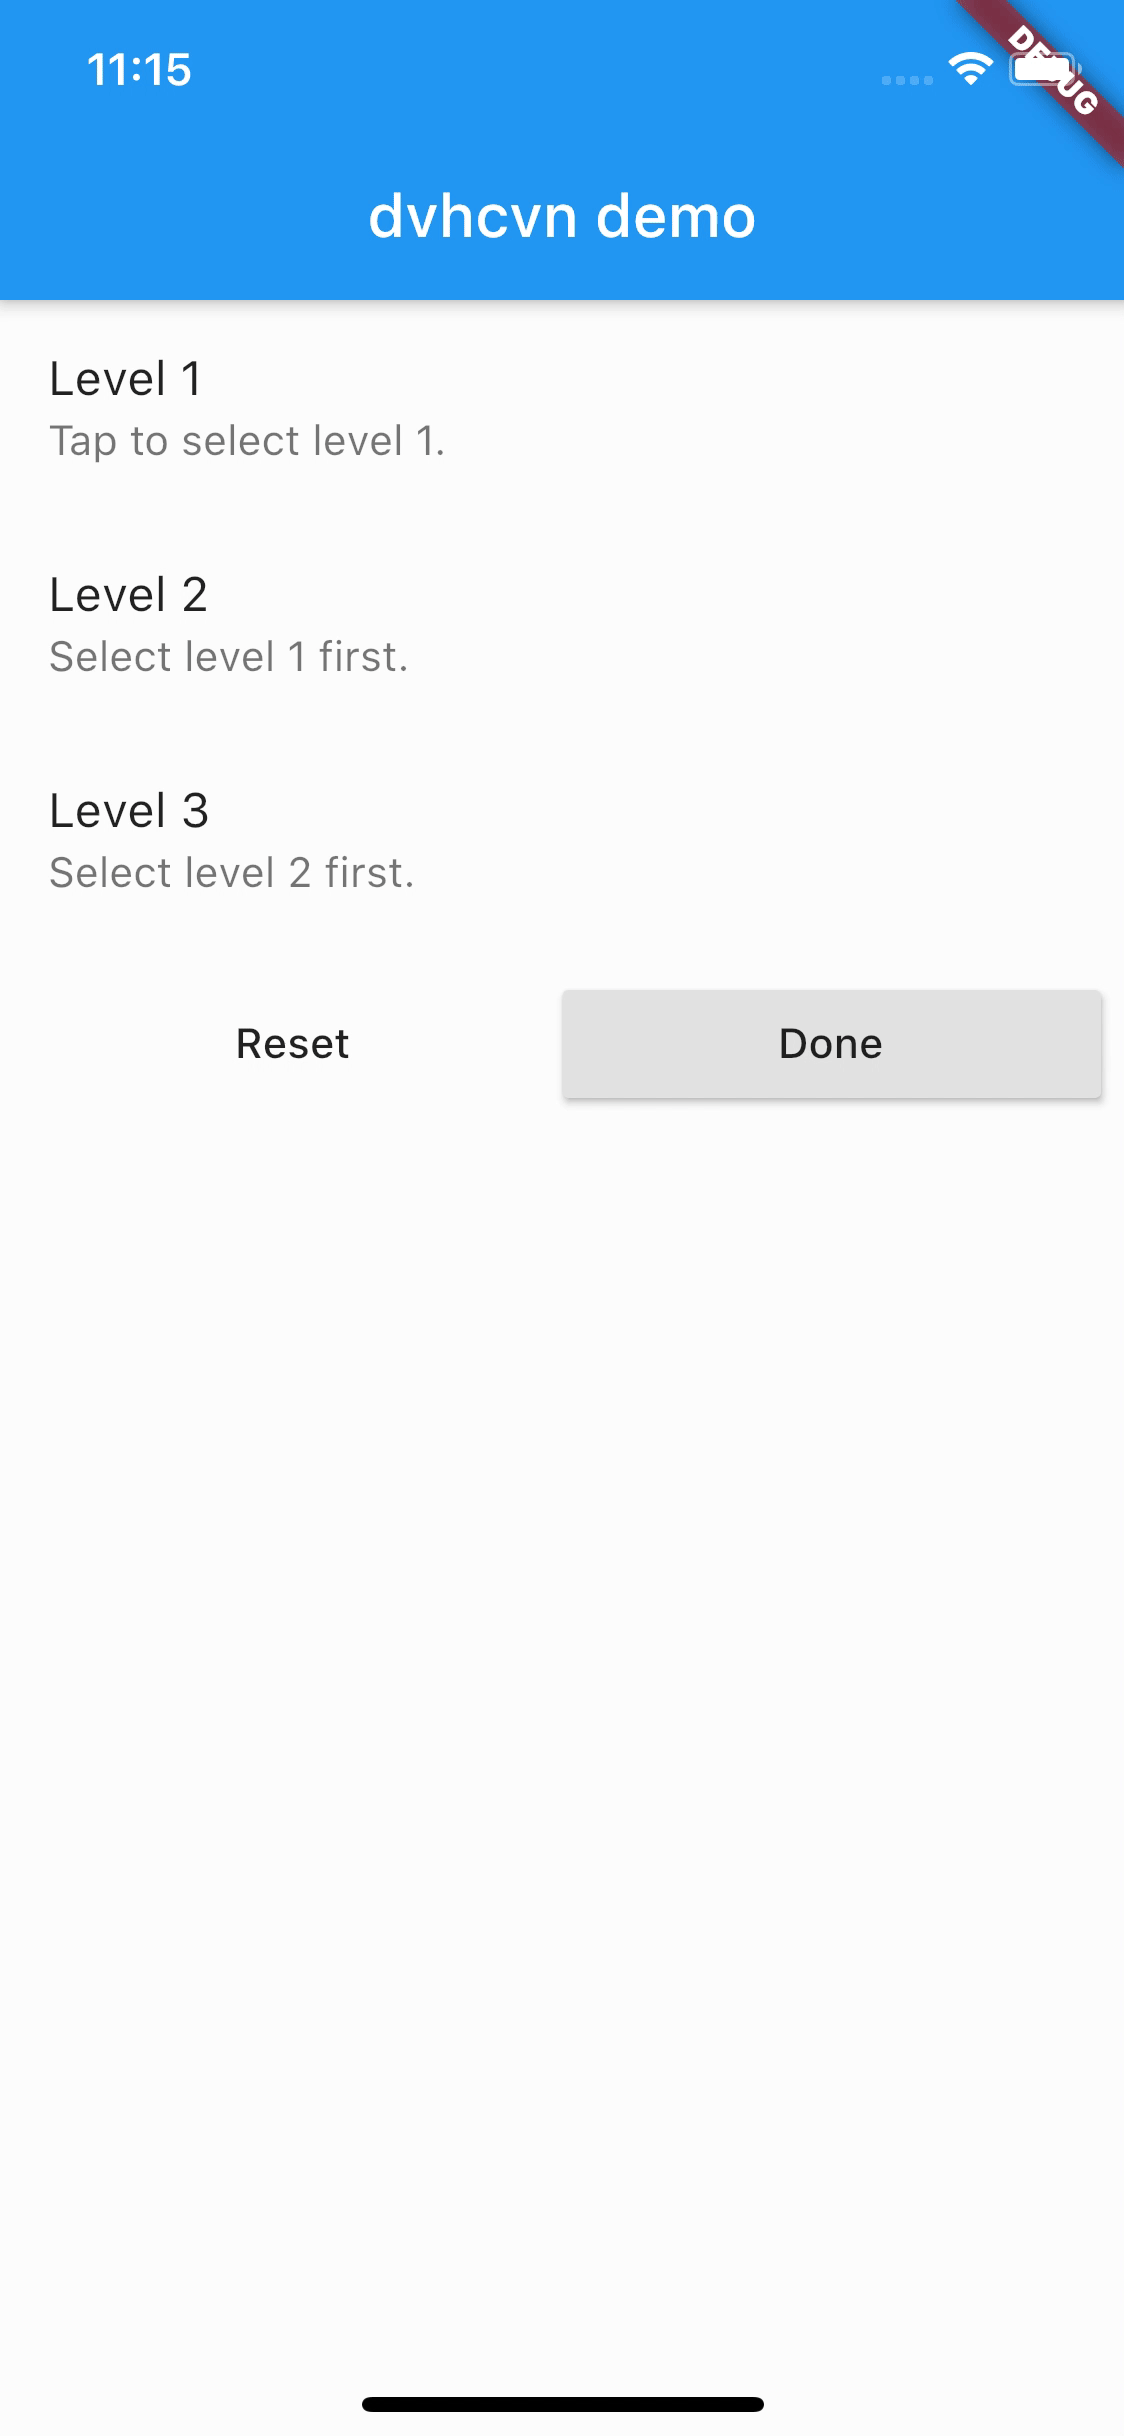 11:15
DEBUG
dvhcvn demo
Level 1
Tap to select level 1.
Level 2
Select level 1 first.
Level 3
Select level 2 first.
Reset
Done